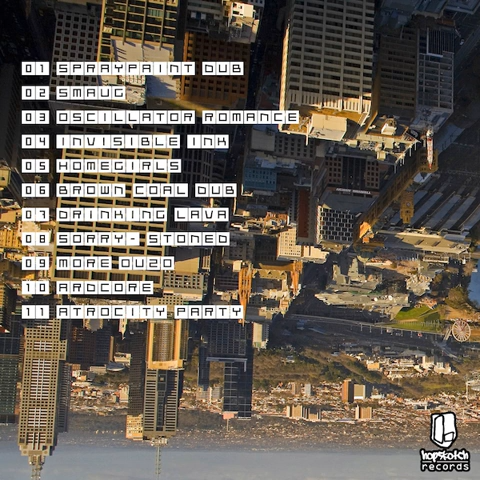 01 SPRAYPAINT DUB
02 SMAUG
03 OSCILLATOR ROMANCE
04 INVISIBLE INK
05 HOMEGIRLS
06 BROWN COAL DUB
07 DRINKING LAVA
08 SORRY- STONED
09 MORE OUZO
10 ARDCORE
11 ATROCITY PARTY
hopskotch
records